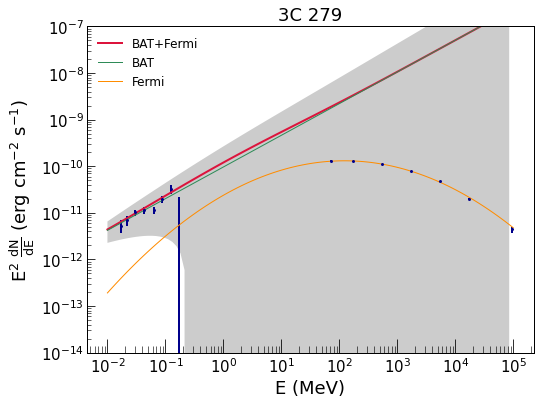 3C 279
BAT+Fermi
BAT
Fermi
E² dN/dE (erg cm⁻² s⁻¹)
10⁻⁷
10⁻⁸
10⁻⁹
10⁻¹⁰
10⁻¹¹
10⁻¹²
10⁻¹³
10⁻¹⁴
10⁻² 10⁻¹ 10⁰ 10¹ 10² 10³ 10⁴ 10⁵
E (MeV)